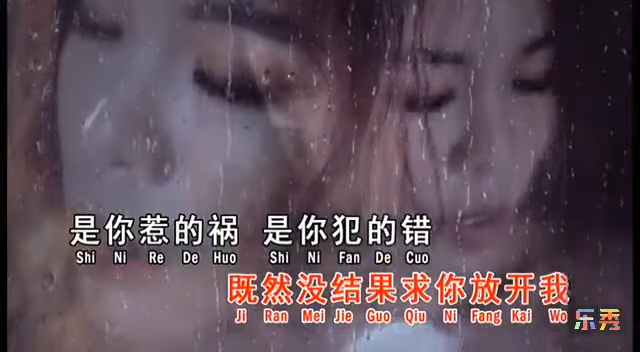 是你惹的祸 是你犯的错
Shi Ni Re De Huo Shi Ni Fan De Cuo
既然没结果求你放开我
Ji Ran Mei Jie Guo Qiu Ni Fang Kai Wo
乐秀